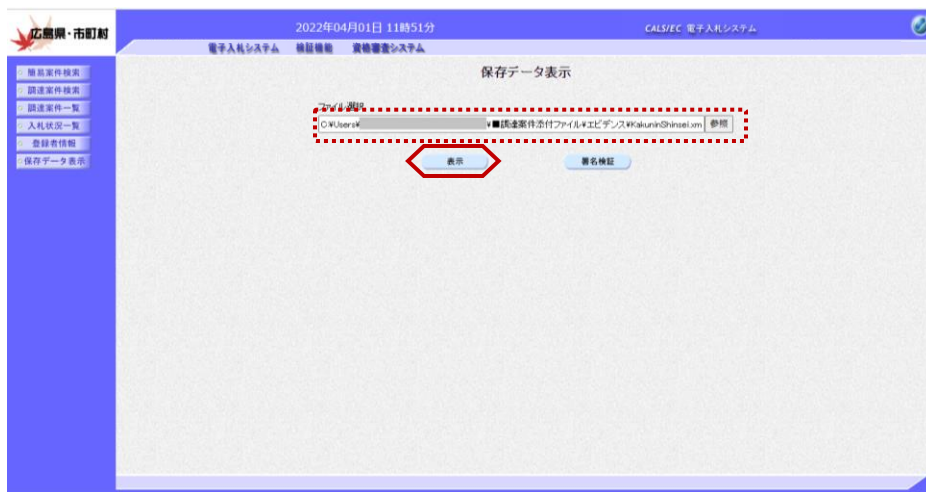 広島県・市町村
2022年04月01日 11時51分
CALS/EC 電子入札システム
電子入札システム 検証機能 資格審査システム
簡易案件検索
調達案件検索
調達案件一覧
入札状況一覧
登録者情報
保存データ表示
保存データ表示
ファイル選択
C:¥Users¥ ¥■調達案件添付ファイル¥エビデンス¥KakuninShinsei.xm 参照
表示 署名検証